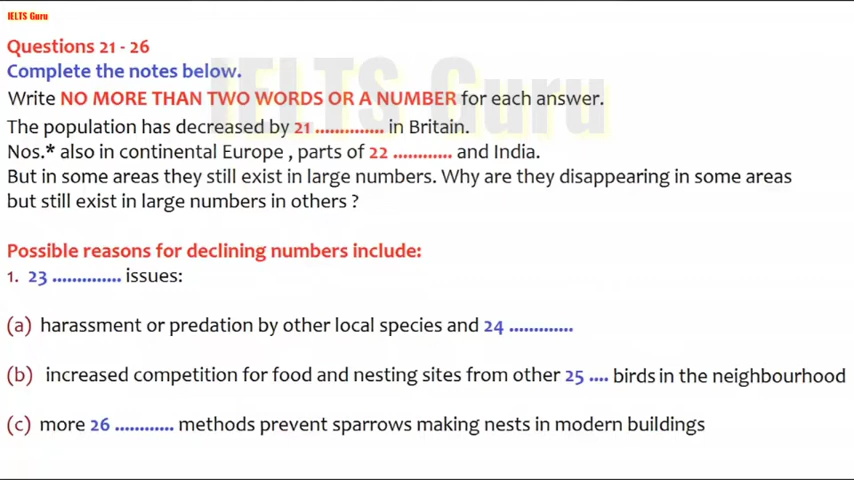 IELTS Guru
IELTS Guru
Questions 21 - 26
Complete the notes below.
Write NO MORE THAN TWO WORDS OR A NUMBER for each answer.
The population has decreased by 21 .............. in Britain.
Nos.* also in continental Europe , parts of 22 ............ and India.
But in some areas they still exist in large numbers. Why are they disappearing in some areas
but still exist in large numbers in others ?
Possible reasons for declining numbers include:
1. 23 .............. issues:
(a) harassment or predation by other local species and 24 .............
(b) increased competition for food and nesting sites from other 25 .... birds in the neighbourhood
(c) more 26 ............ methods prevent sparrows making nests in modern buildings